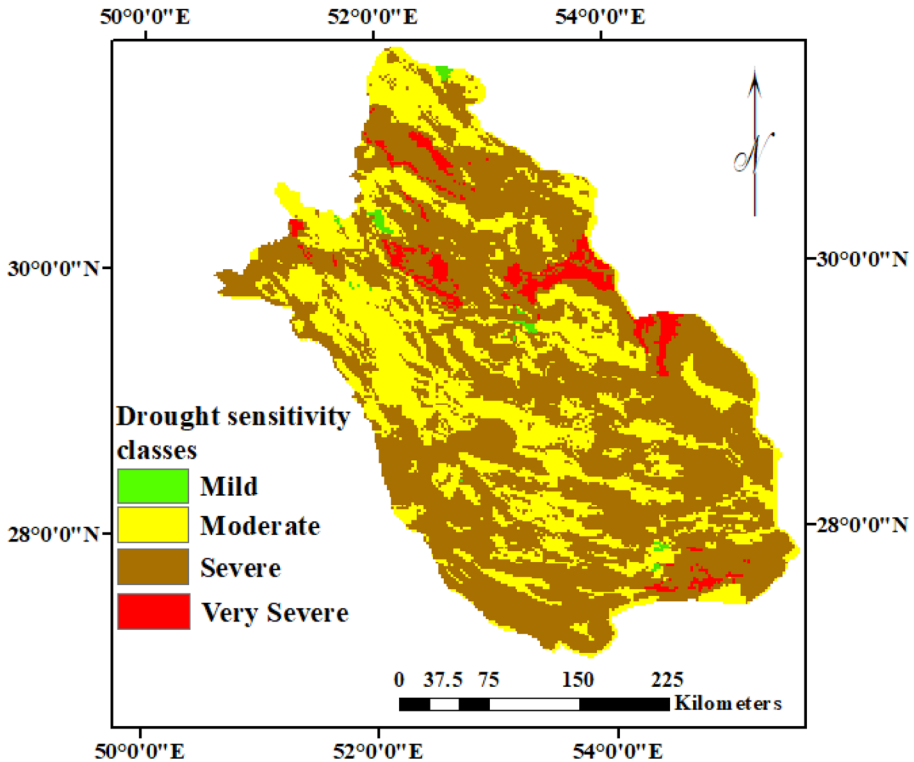 50°0'0"E 52°0'0"E 54°0'0"E
N
30°0'0"N 30°0'0"N
Drought sensitivity
classes
Mild
Moderate
Severe
Very Severe
28°0'0"N 28°0'0"N
0 37.5 75 150 225
Kilometers
50°0'0"E 52°0'0"E 54°0'0"E